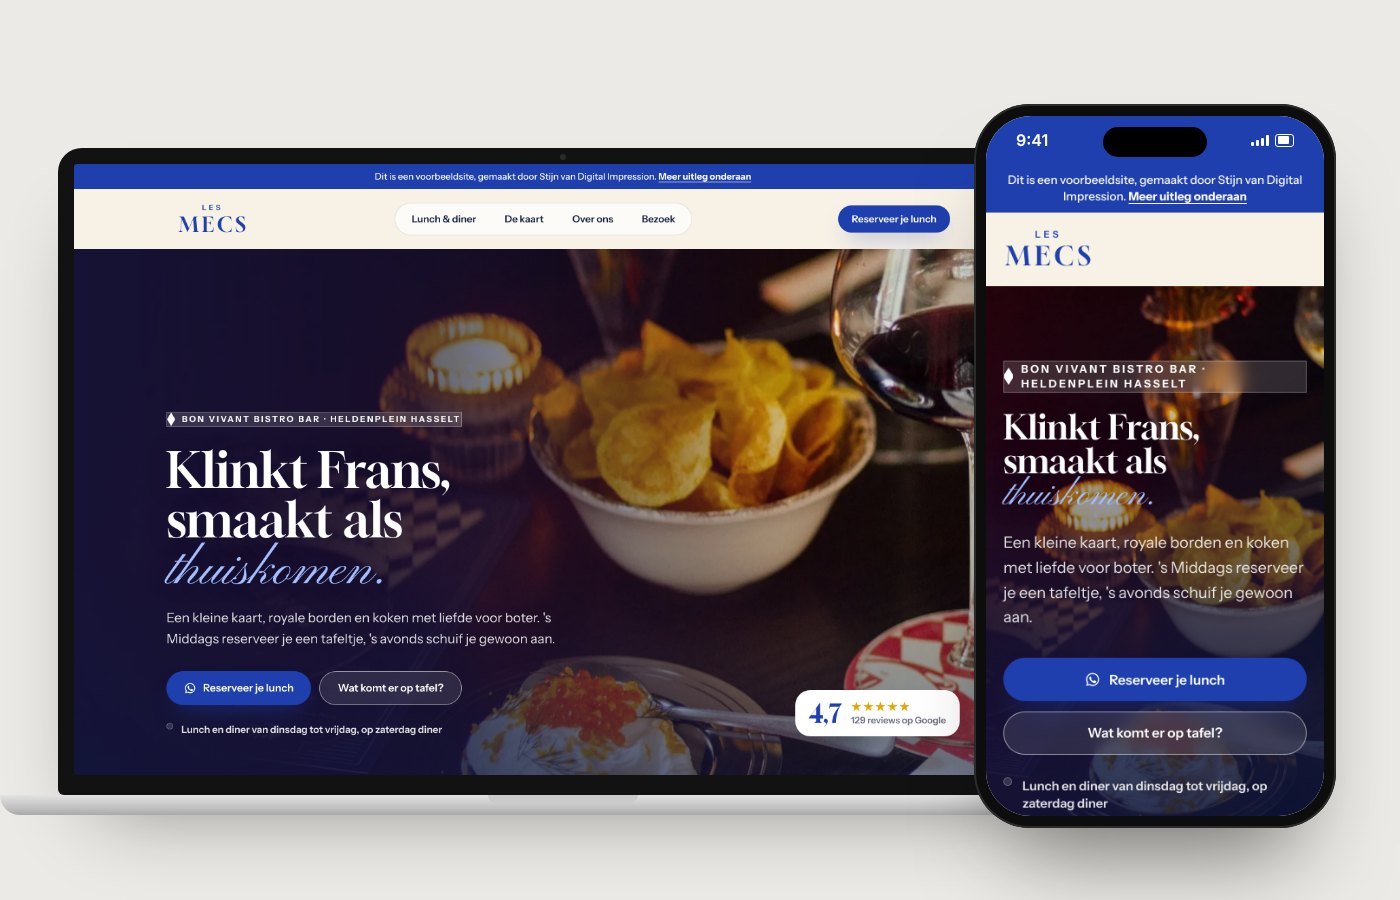 Dit is een voorbeeldsite, gemaakt door Stijn van Digital Impression. Meer uitleg onderaan
LES
MECS
Lunch & diner
De kaart
Over ons
Bezoek
Reserveer je lunch
BON VIVANT BISTRO BAR · HELDENPLEIN HASSELT
Klinkt Frans,
smaakt als
thuiskomen.
Een kleine kaart, royale borden en koken met liefde voor boter. 's
Middags reserveer je een tafeltje, 's avonds schuif je gewoon aan.
Reserveer je lunch
Wat komt er op tafel?
Lunch en diner van dinsdag tot vrijdag, op zaterdag diner
4,7
★★★★★
129 reviews op Google
9:41
Dit is een voorbeeldsite, gemaakt door Stijn van Digital
Impression. Meer uitleg onderaan
LES
MECS
BON VIVANT BISTRO BAR ·
HELDENPLEIN HASSELT
Klinkt Frans,
smaakt als
thuiskomen.
Een kleine kaart, royale borden en koken
met liefde voor boter. 's Middags reserveer
je een tafeltje, 's avonds schuif je gewoon
aan.
Reserveer je lunch
Wat komt er op tafel?
Lunch en diner van dinsdag tot vrijdag, op
zaterdag diner